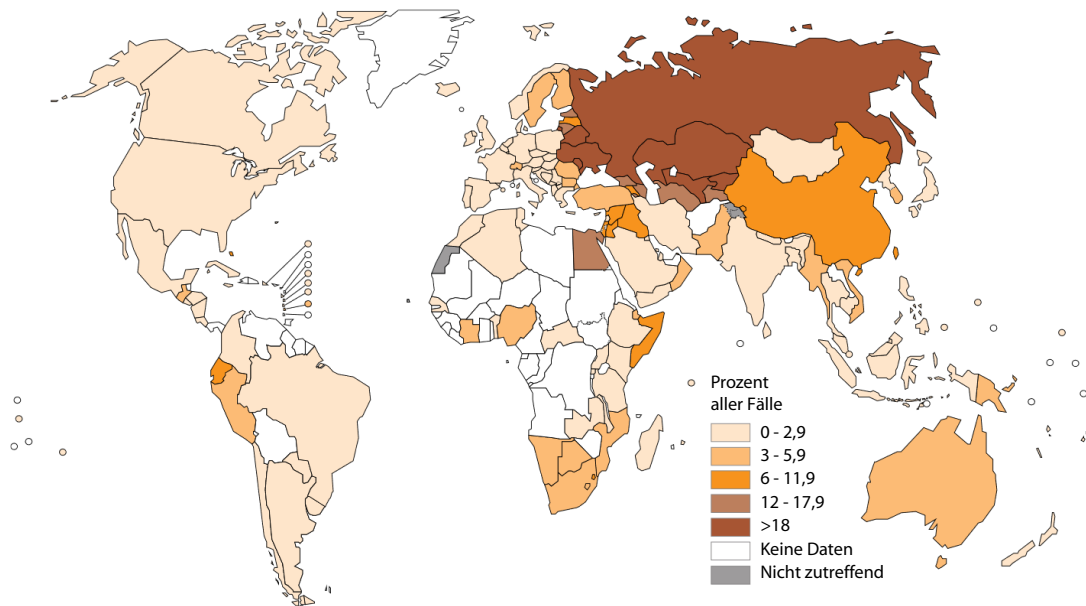 Prozent
aller Fälle
0 - 2,9
3 - 5,9
6 - 11,9
12 - 17,9
>18
Keine Daten
Nicht zutreffend